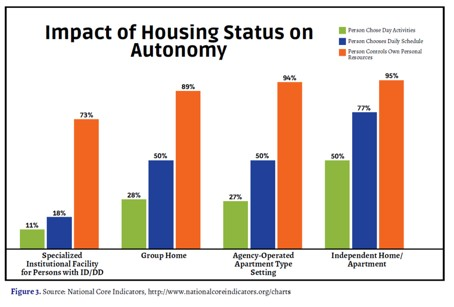 Impact of Housing Status on
Autonomy
Person Chose Day Activities
Person Chooses Daily Schedule
Person Controls Own Personal
Resources
11%
18%
73%
28%
50%
89%
27%
50%
94%
50%
77%
95%
Specialized
Institutional Facility
for Persons with ID/DD
Group Home
Agency-Operated
Apartment Type
Setting
Independent Home/
Apartment
Figure 3. Source: National Core Indicators, http://www.nationalcoreindicators.org/charts